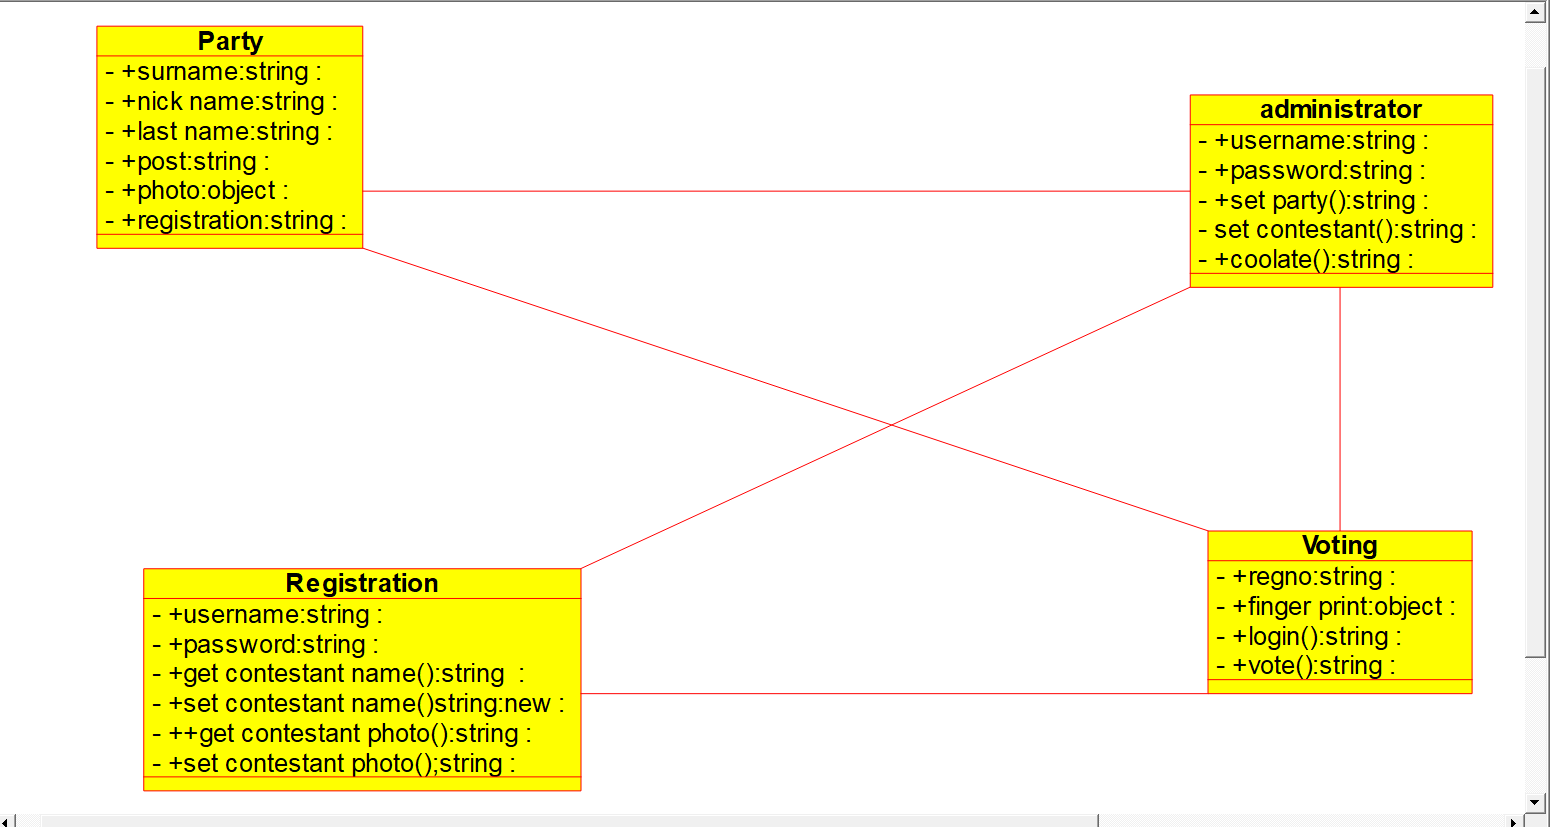 Party
- +surname:string :
- +nick name:string :
- +last name:string :
- +post:string :
- +photo:object :
- +registration:string :
administrator
- +username:string :
- +password:string :
- +set party():string :
- set contestant():string :
- +coolate():string :
Registration
- +username:string :
- +password:string :
- +get contestant name():string  :
- +set contestant name()string:new :
- ++get contestant photo():string :
- +set contestant photo();string :
Voting
- +regno:string :
- +finger print:object :
- +login():string :
- +vote():string :